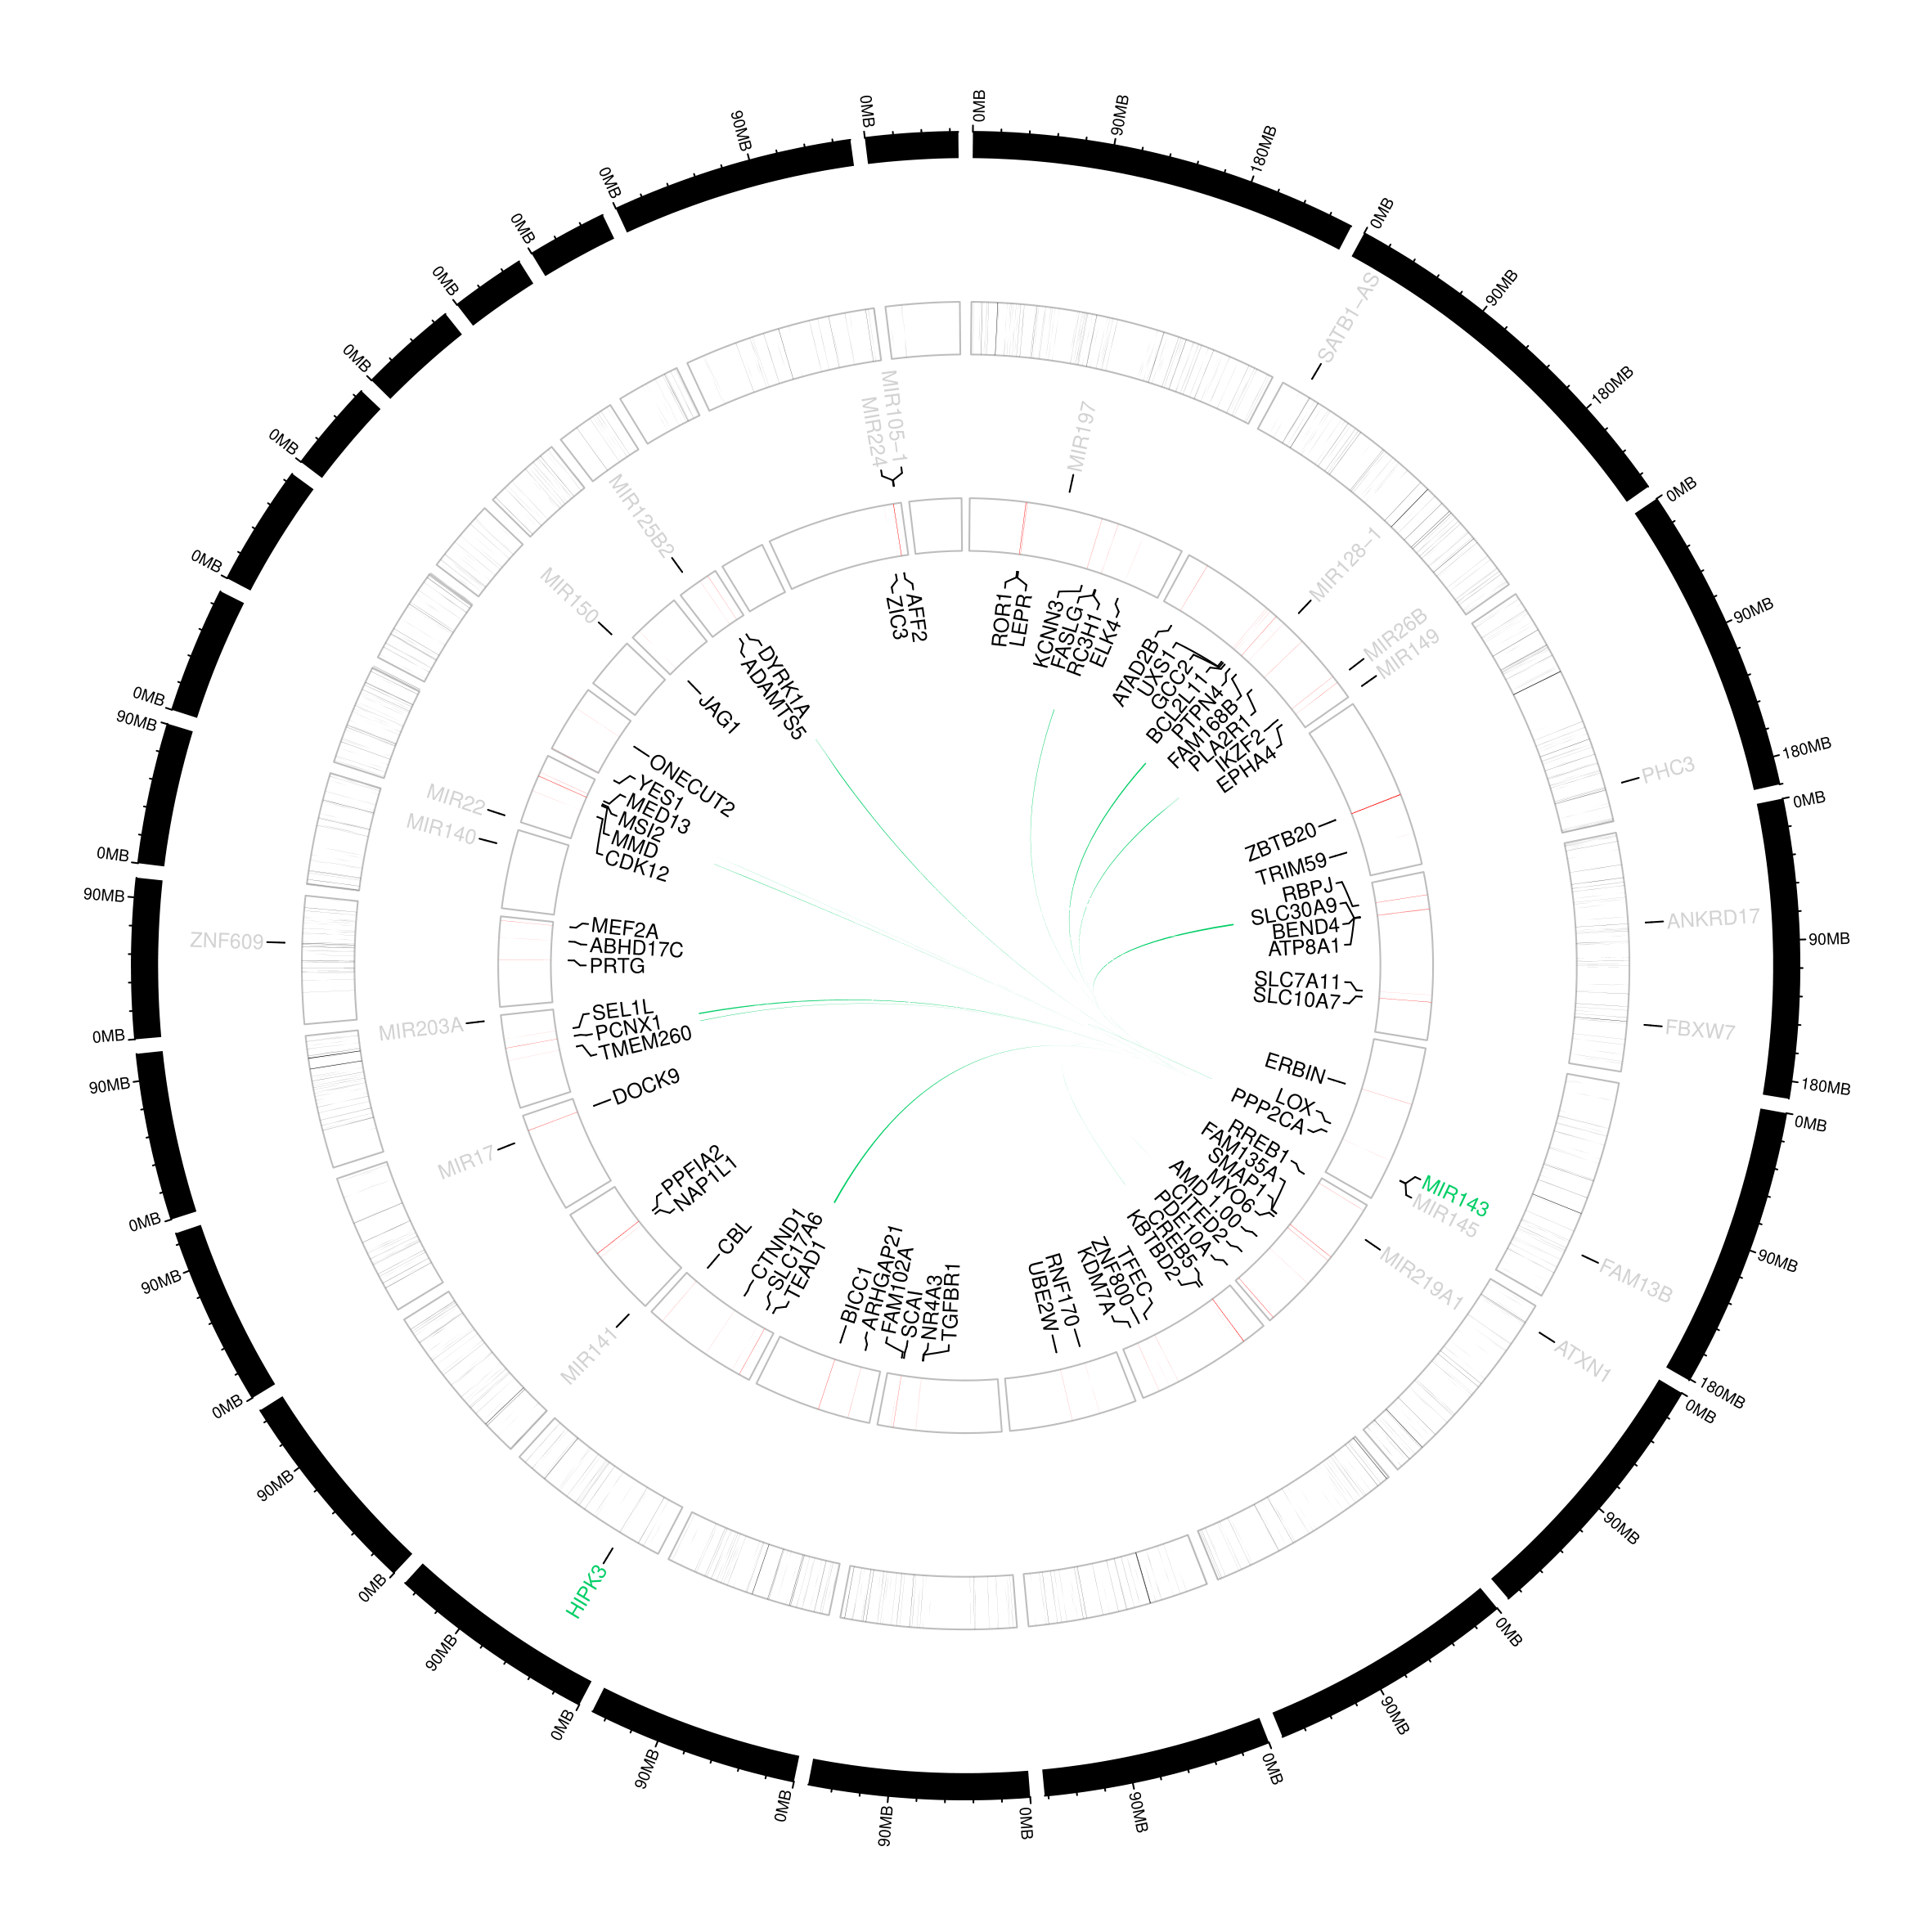 0MB
90MB
180MB
0MB
90MB
180MB
0MB
90MB
180MB
0MB
90MB
180MB
0MB
90MB
180MB
0MB
90MB
0MB
90MB
0MB
90MB
0MB
90MB
0MB
90MB
0MB
90MB
0MB
90MB
0MB
90MB
0MB
90MB
0MB
90MB
0MB
0MB
0MB
0MB
0MB
0MB
90MB
0MB
SATB1-AS
PHC3
ANKRD17
FBXW7
FAM13B
ATXN1
HIPK3
ZNF609
MIR197
MIR128-1
MIR26B
MIR149
MIR143
MIR145
MIR219A1
MIR141
MIR17
MIR203A
MIR140
MIR22
MIR150
MIR125B2
MIR224
MIR105-1
ROR1
LEPR
KCNN3
FASLG
RC3H1
ELK4
ATAD2B
UXS1
GCC2
BCL2L11
PTPN4
FAM168B
PLA2R1
IKZF2
EPHA4
ZBTB20
TRIM59
RBPJ
SLC30A9
BEND4
ATP8A1
SLC7A11
SLC10A7
ERBIN
LOX
PPP2CA
RREB1
FAM135A
SMAP1
MYO6
AMD 1.00
CITED2
PDE10A
CREB5
KBTBD2
TFEC
ZNF800
KDM7A
RNF170
UBE2W
TGFBR1
NR4A3
SCAI
FAM102A
ARHGAP21
BICC1
TEAD1
SLC17A6
CTNND1
CBL
NAP1L1
PPFIA2
DOCK9
TMEM260
PCNX1
SEL1L
PRTG
ABHD17C
MEF2A
CDK12
MMD
MSI2
MED13
YES1
ONECUT2
JAG1
ADAMTS5
DYRK1A
ZIC3
AFF2